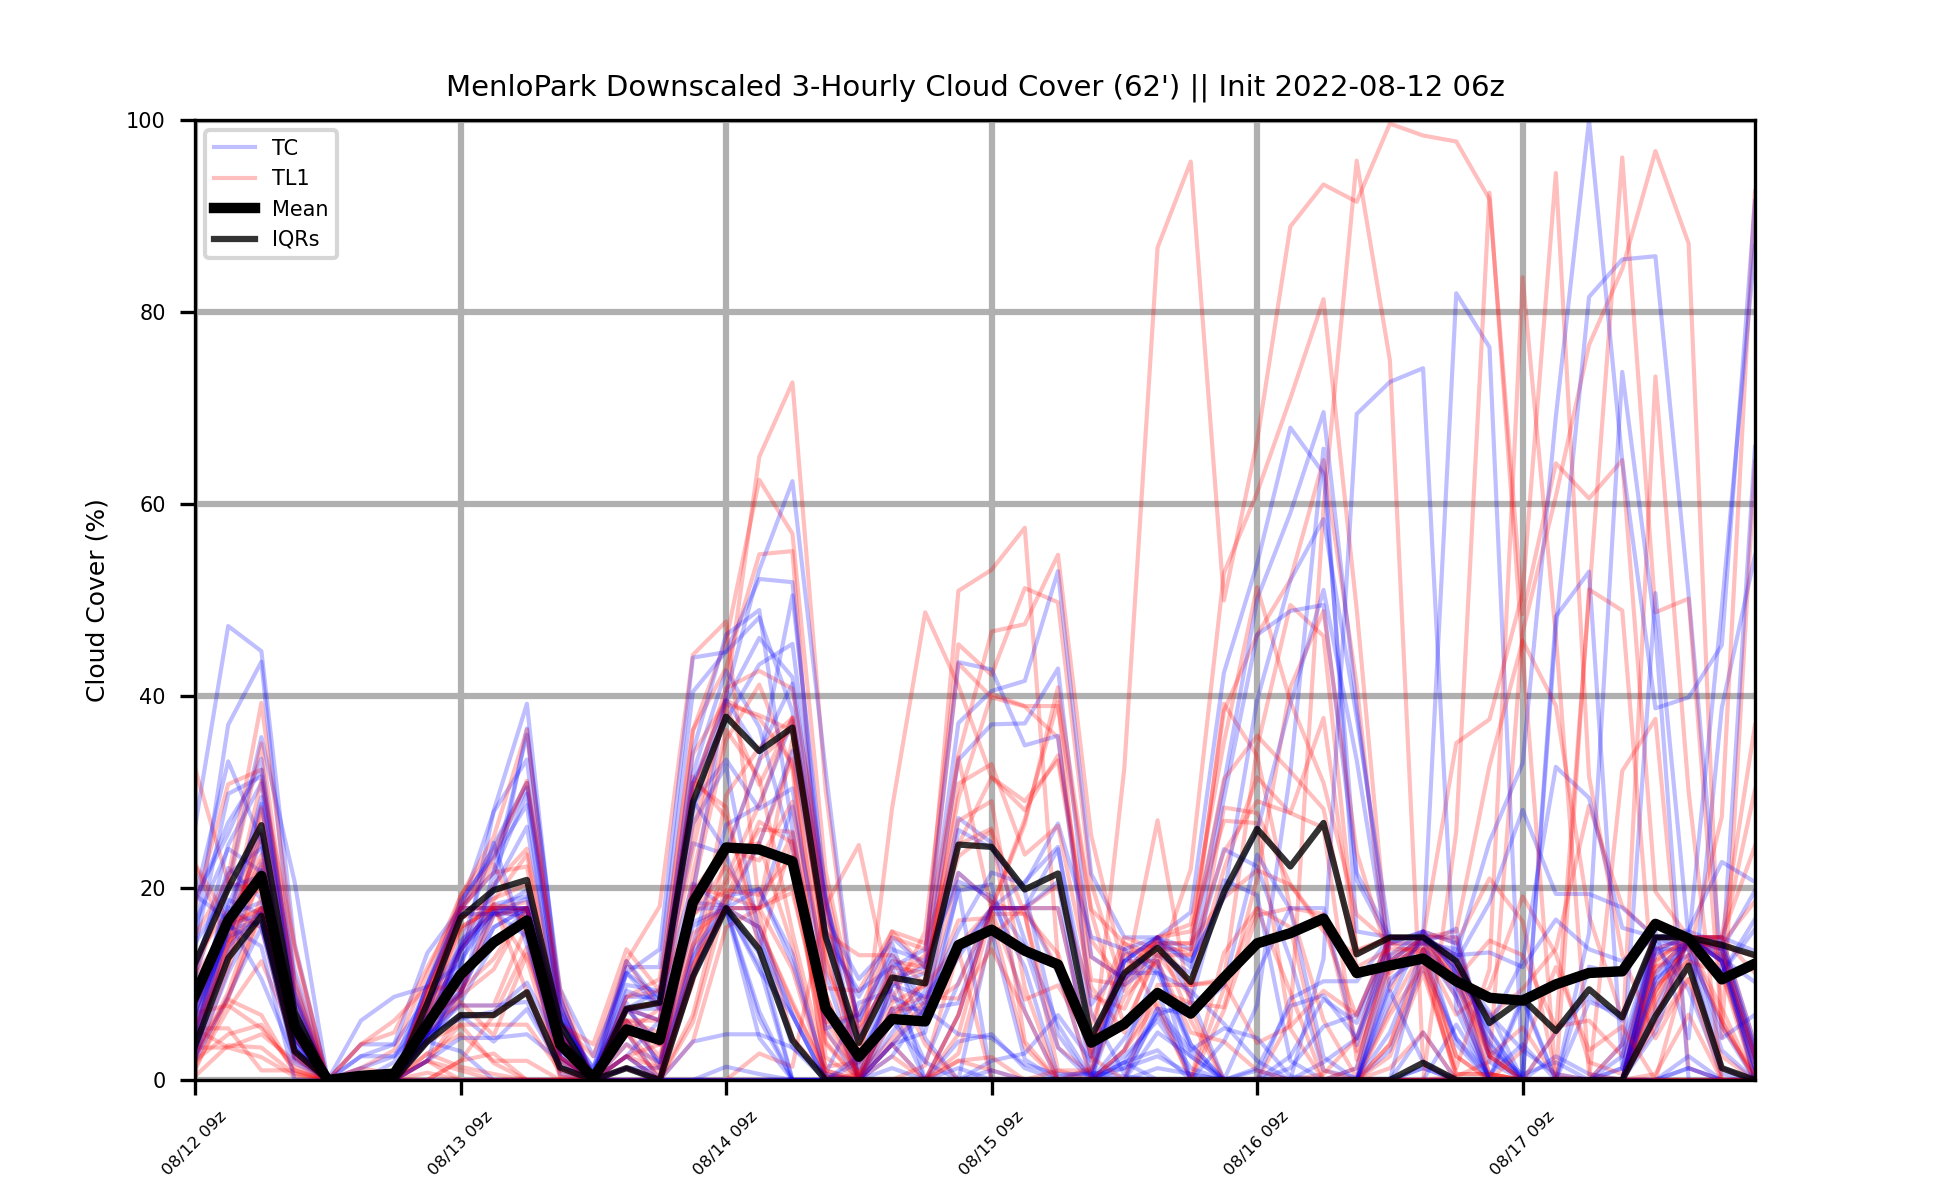 MenloPark Downscaled 3-Hourly Cloud Cover (62') || Init 2022-08-12 06z
TC
TL1
Mean
IQRs
Cloud Cover (%)
100
80
60
40
20
0
08/12 09z
08/13 09z
08/14 09z
08/15 09z
08/16 09z
08/17 09z